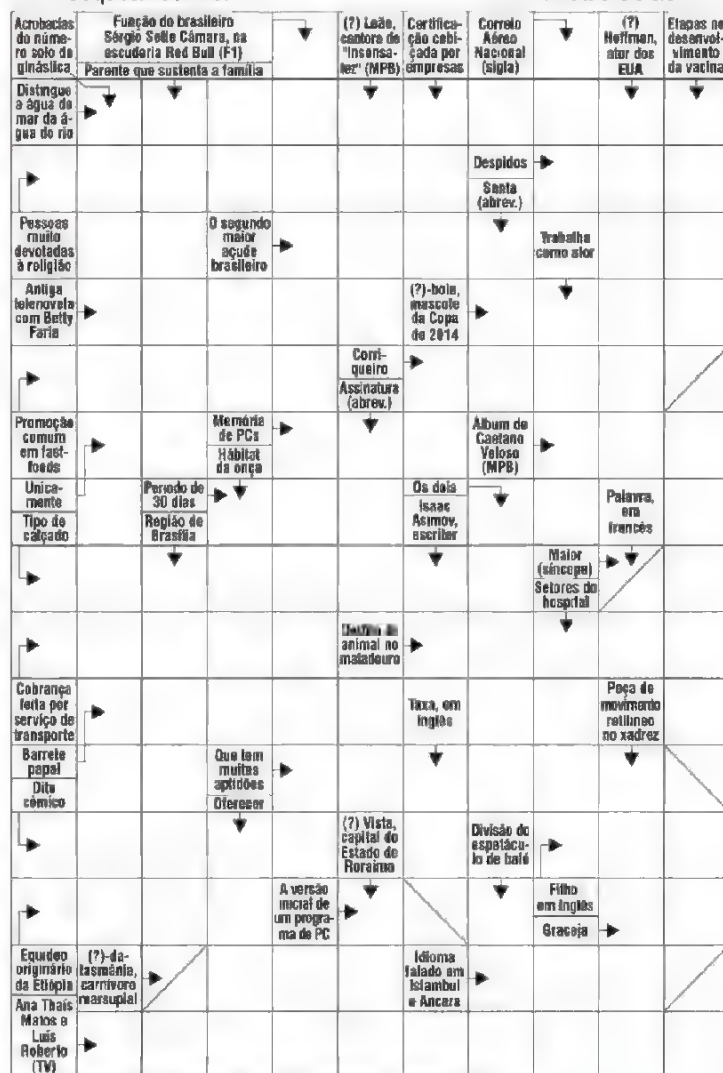 Acrobacias
do núme-
ro solo de
ginástica
Função do brasileiro
Sérgio Sette Câmara, na
escuderia Red Bull (F1)
Parente que sustenta a família
(?) Leão,
cantora de
"Insensa-
tez" (MPB)
Certifica-
ção cobi-
çada por
empresas
Correio
Aéreo
Nacional
(sigla)
(?)
Hoffman,
ator dos
EUA
Etapas no
desenvol-
vimento
da vacina
Distingue
a água do
mar da á-
gua do rio
Despidos
Santa
(abrev.)
Pessoas
muito
devotadas
à religião
O segundo
maior
açude
brasileiro
Trabalha
como ator
Antiga
telenovela
com Betty
Faria
(?)-bola,
mascote
da Copa
de 2014
Corri-
queiro
Assinatura
(abrev.)
Promoção
comum
em fast-
foods
Memória
de PCs
Hábitat
da onça
Álbum de
Caetano
Veloso
(MPB)
Unica-
mente
Tipo de
calçado
Período de
30 dias
Região de
Brasília
Os dois
Isaac
Asimov,
escritor
Palavra,
em
francês
Maior
(síncope)
Setores do
hospital
animal no
matadouro
Cobrança
feita por
serviço de
transporte
Taxa, em
inglês
Peça de
movimento
retilíneo
no xadrez
Barrete
papal
Dito
cômico
Que tem
muitas
aptidões
Oferecer
(?) Vista,
capital do
Estado de
Roraima
Divisão do
espetácu-
lo de balé
A versão
inicial de
um progra-
ma de PC
Filho
em inglês
Graceja
Equídeo
originário
da Etiópia
(?)-da-
tasmânia,
carnívoro
marsupial
Idioma
falado em
Istambul
e Ancara
Ana Thaís
Matos e
Luís
Roberto
(TV)